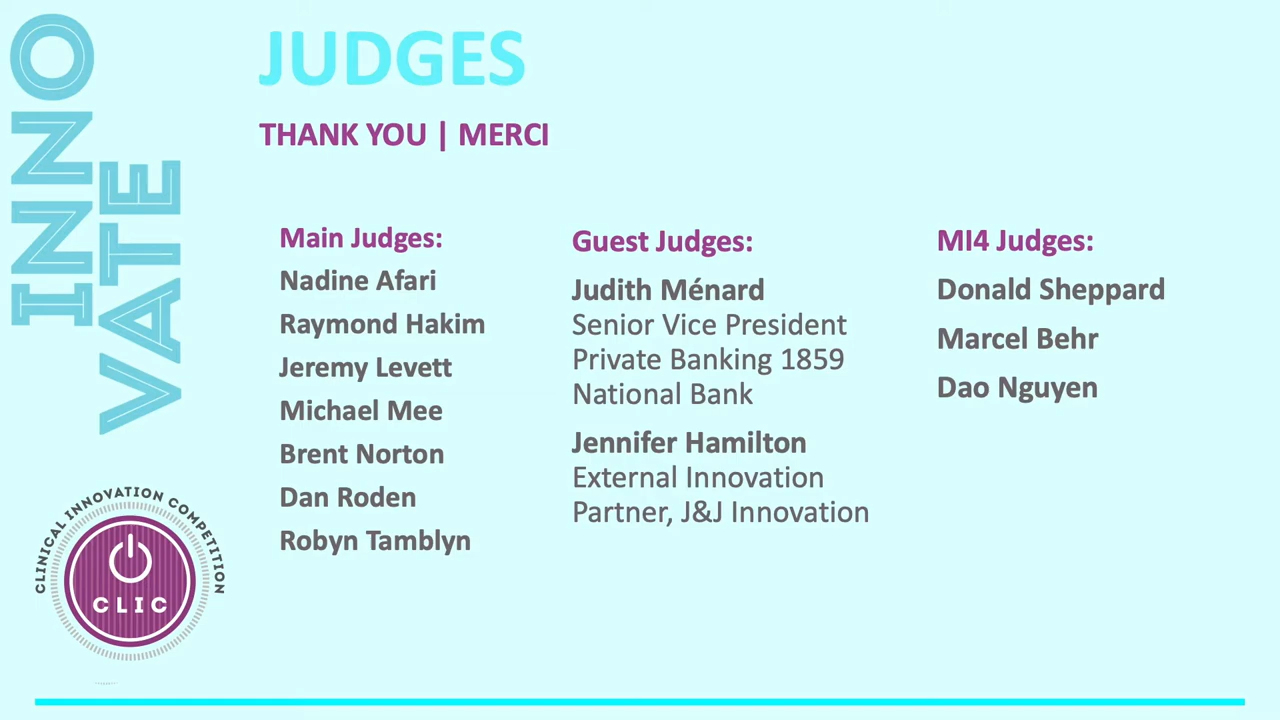 INNO
VATE
JUDGES
THANK YOU | MERCI
Main Judges:
Nadine Afari
Raymond Hakim
Jeremy Levett
Michael Mee
Brent Norton
Dan Roden
Robyn Tamblyn
Guest Judges:
Judith Ménard
Senior Vice President
Private Banking 1859
National Bank
Jennifer Hamilton
External Innovation
Partner, J&J Innovation
MI4 Judges:
Donald Sheppard
Marcel Behr
Dao Nguyen
CLINICAL INNOVATION COMPETITION
CLIC